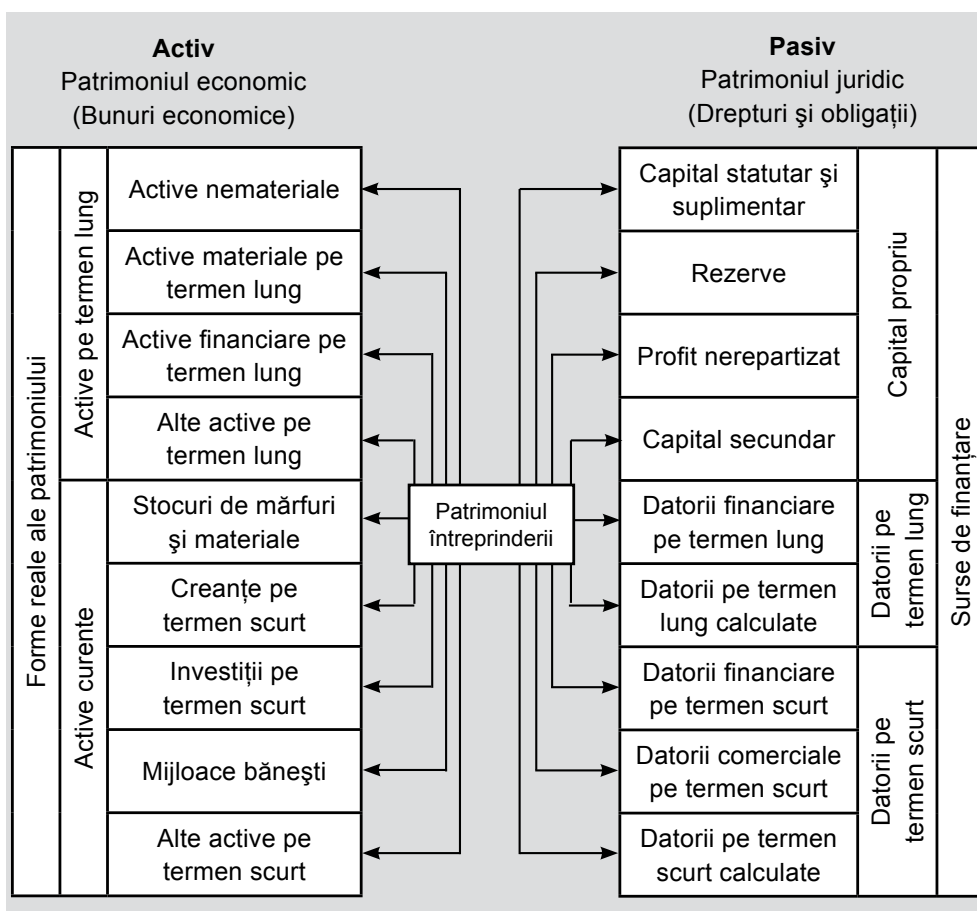 Activ
Patrimoniul economic
(Bunuri economice)
Pasiv
Patrimoniul juridic
(Drepturi şi obligații)
Forme reale ale patrimoniului
Active pe termen lung
Active nemateriale
Active materiale pe
termen lung
Active financiare pe
termen lung
Alte active pe
termen lung
Active curente
Stocuri de mărfuri
şi materiale
Creanțe pe
termen scurt
Investiții pe
termen scurt
Mijloace băneşti
Alte active pe
termen scurt
Patrimoniul
întreprinderii
Capital statutar şi
suplimentar
Rezerve
Profit nerepartizat
Capital secundar
Capital propriu
Datorii financiare
pe termen lung
Datorii pe termen
lung calculate
Datorii pe
termen lung
Datorii financiare
pe termen scurt
Datorii comerciale
pe termen scurt
Datorii pe termen
scurt calculate
Datorii pe
termen scurt
Surse de finanțare